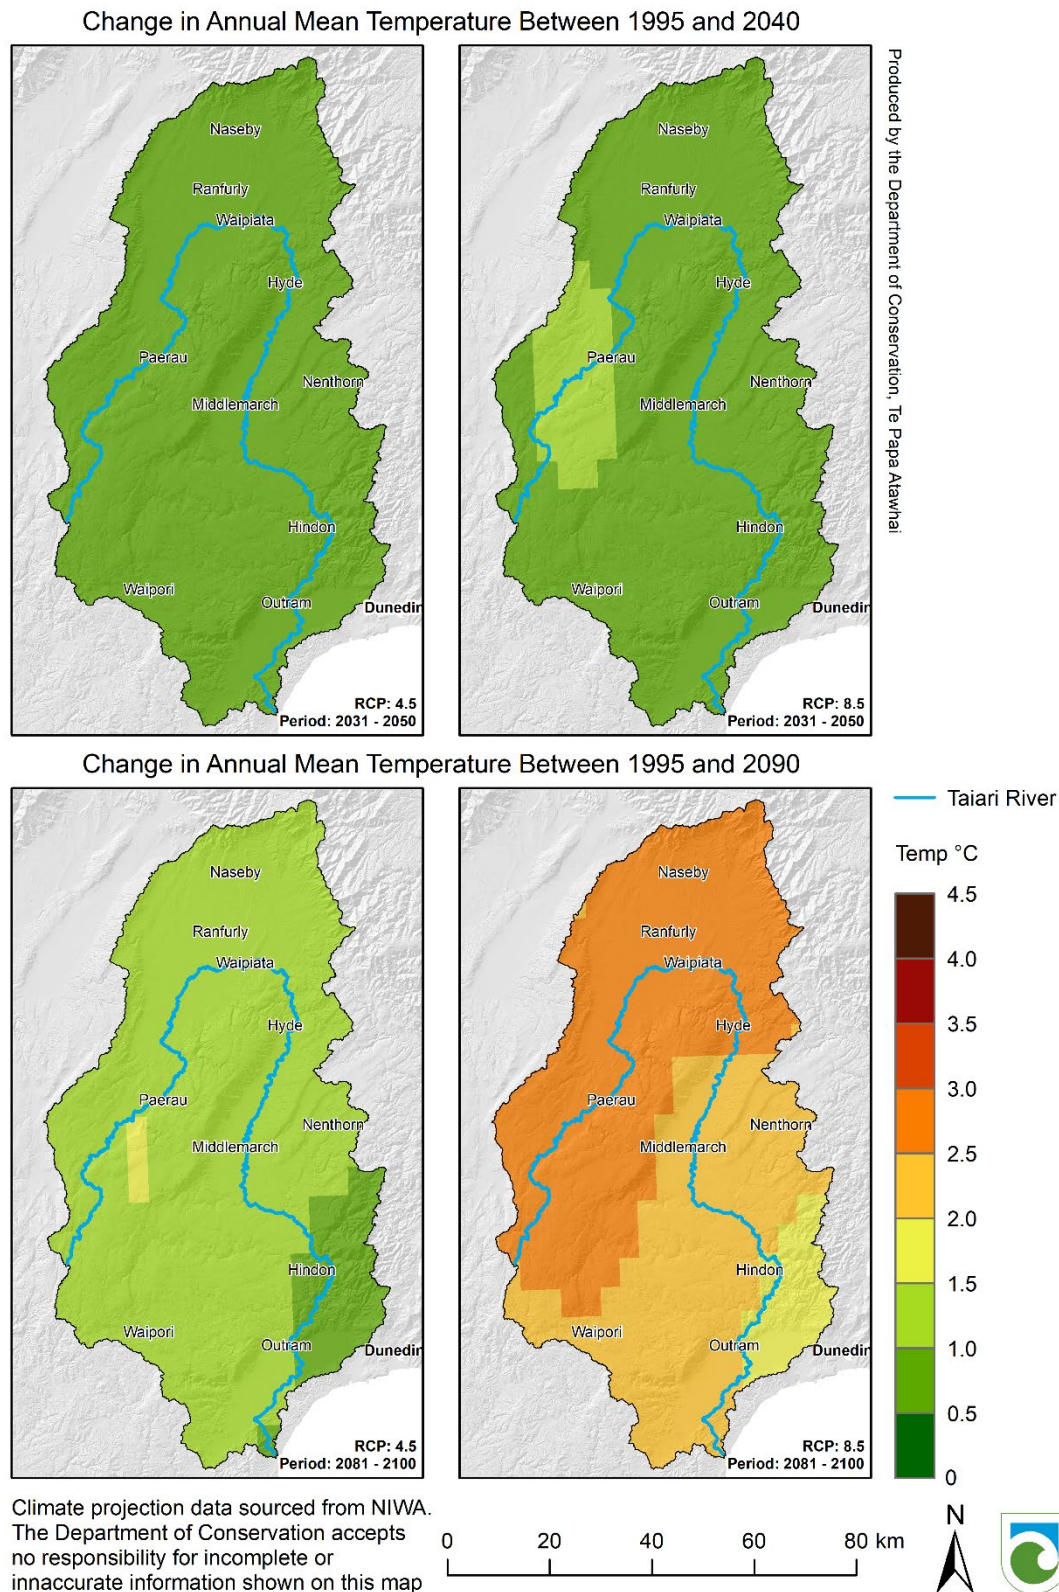 Change in Annual Mean Temperature Between 1995 and 2040
Naseby
Ranfurly
Waipiata
Hyde
Paerau
Nenthorn
Middlemarch
Hindon
Waipori
Outram
Dunedin
RCP: 4.5
Period: 2031 - 2050
Naseby
Ranfurly
Waipiata
Hyde
Paerau
Nenthorn
Middlemarch
Hindon
Waipori
Outram
Dunedin
RCP: 8.5
Period: 2031 - 2050
Produced by the Department of Conservation, Te Papa Atawhai
Change in Annual Mean Temperature Between 1995 and 2090
Naseby
Ranfurly
Waipiata
Hyde
Paerau
Nenthorn
Middlemarch
Hindon
Waipori
Outram
Dunedin
RCP: 4.5
Period: 2081 - 2100
Naseby
Ranfurly
Waipiata
Hyde
Paerau
Nenthorn
Middlemarch
Hindon
Waipori
Outram
Dunedin
RCP: 8.5
Period: 2081 - 2100
Taiari River
Temp °C
4.5
4.0
3.5
3.0
2.5
2.0
1.5
1.0
0.5
0
Climate projection data sourced from NIWA.
The Department of Conservation accepts
no responsibility for incomplete or
innaccurate information shown on this map
0 20 40 60 80 km
N